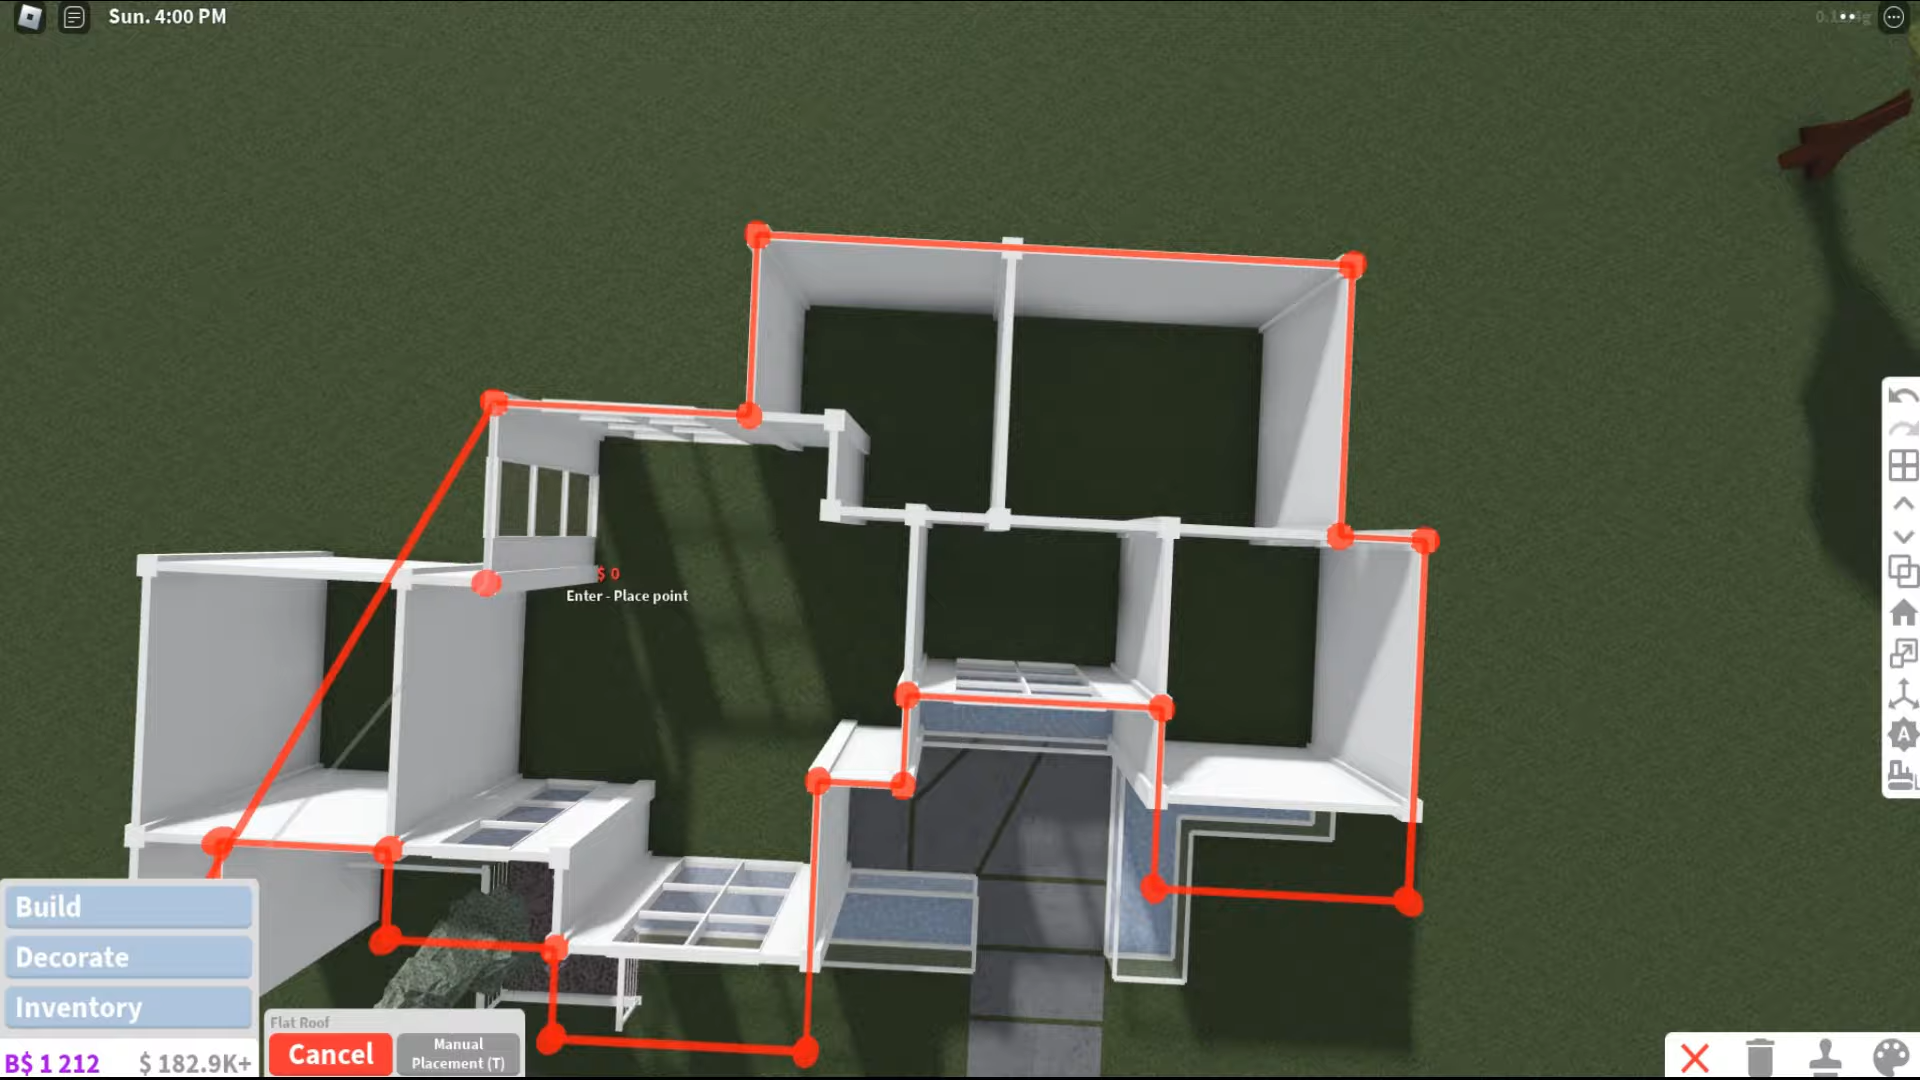 Sun. 4:00 PM
$ 0
Enter - Place point
Build
Decorate
Inventory
B$ 1 212
$ 182.9K+
Flat Roof
Cancel
Manual
Placement (T)
A